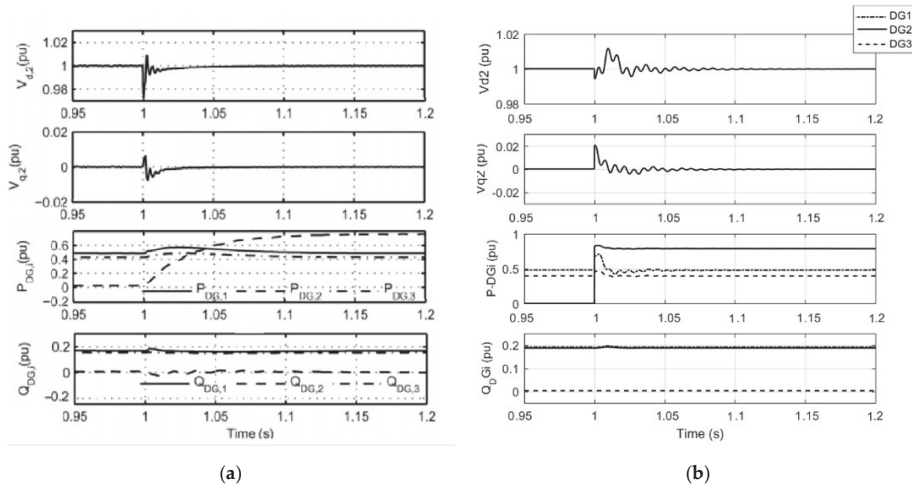 1.02
1
0.98
V_d,2(pu)
0.95 1 1.05 1.1 1.15 1.2
0.02
0
−0.02
V_q,2(pu)
0.95 1 1.05 1.1 1.15 1.2
0.6
0.4
0.2
0
−0.2
P_DG,i(pu)
P_DG,1 P_DG,2 P_DG,3
0.95 1 1.05 1.1 1.15 1.2
0.2
0
−0.2
Q_DG,i(pu)
Q_DG,1 Q_DG,2 Q_DG,3
0.95 1 1.05 1.1 1.15 1.2
Time (s)
(a)
DG1
DG2
DG3
1.02
1
0.98
Vd2 (pu)
0.95 1 1.05 1.1 1.15 1.2
0.02
0
-0.02
Vq2 (pu)
0.95 1 1.05 1.1 1.15 1.2
1
0.5
0
P-DGi (pu)
0.95 1 1.05 1.1 1.15 1.2
0.2
0.1
0
Q_DGi (pu)
0.95 1 1.05 1.1 1.15 1.2
Time (s)
(b)